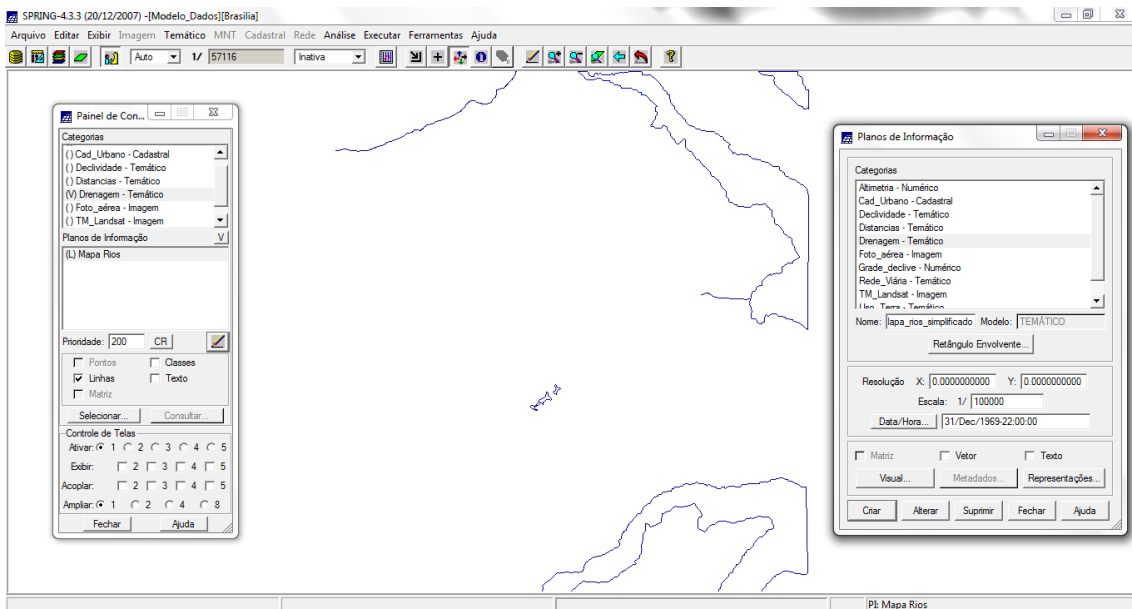 SPRING-4.3.3 (20/12/2007) -[Modelo_Dados][Brasilia]
Arquivo Editar Exibir Imagem Temático MNT Cadastral Rede Análise Executar Ferramentas Ajuda
Auto 1/ 57116 Inativa
Painel de Con...
Categorias
( ) Cad_Urbano - Cadastral
( ) Declividade - Temático
( ) Distancias - Temático
(V) Drenagem - Temático
( ) Foto_aérea - Imagem
( ) TM_Landsat - Imagem
Planos de Informação V
(L) Mapa Rios
Prioridade: 200 CR
Pontos Classes
Linhas Texto
Matriz
Selecionar... Consultar...
Controle de Telas
Ativar: 1 2 3 4 5
Exibir: 2 3 4 5
Acoplar: 2 3 4 5
Ampliar: 1 2 4 8
Fechar Ajuda
Planos de Informação
Categorias
Altimetria - Numérico
Cad_Urbano - Cadastral
Declividade - Temático
Distancias - Temático
Drenagem - Temático
Foto_aérea - Imagem
Grade_declive - Numérico
Rede_Viária - Temático
TM_Landsat - Imagem
Uso_Terra - Temático
Nome: lapa_rios_simplificado Modelo: TEMÁTICO
Retângulo Envolvente...
Resolução X: 0.0000000000 Y: 0.0000000000
Escala: 1/ 100000
Data/Hora... 31/Dec/1969-22:00:00
Matriz Vetor Texto
Visual... Metadados... Representações...
Criar Alterar Suprimir Fechar Ajuda
PI: Mapa Rios